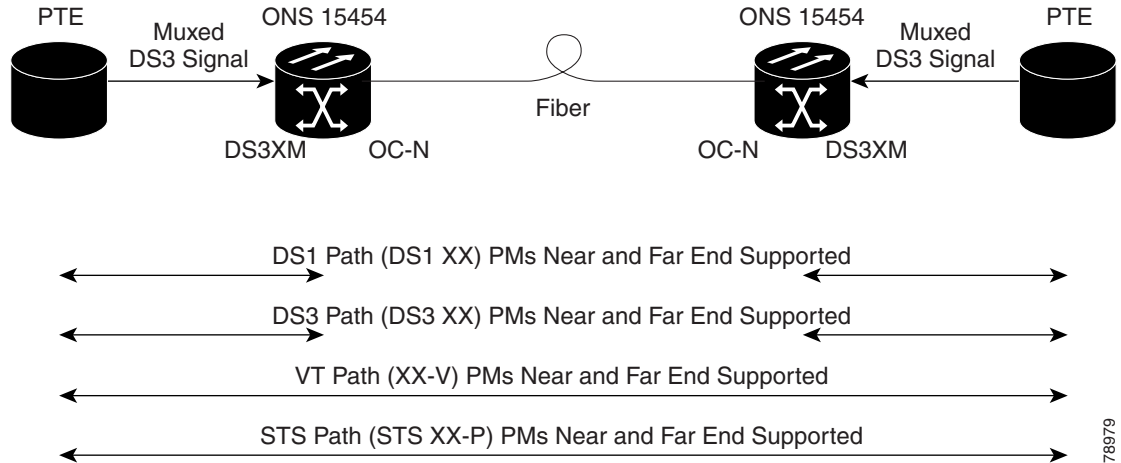 PTE
ONS 15454
ONS 15454
PTE
Muxed
DS3 Signal
Muxed
DS3 Signal
Fiber
DS3XM
OC-N
OC-N
DS3XM
DS1 Path (DS1 XX) PMs Near and Far End Supported
DS3 Path (DS3 XX) PMs Near and Far End Supported
VT Path (XX-V) PMs Near and Far End Supported
STS Path (STS XX-P) PMs Near and Far End Supported
78979